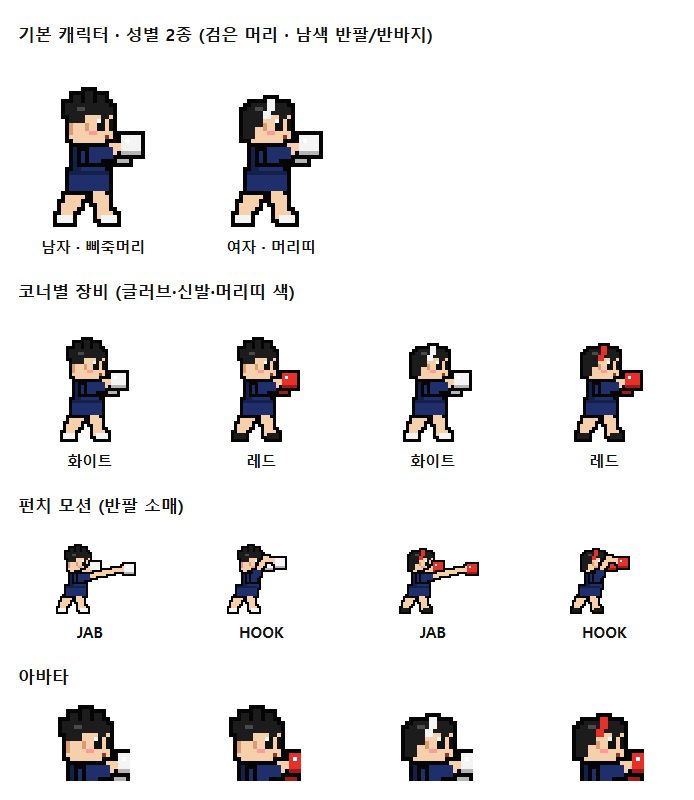 기본 캐릭터 · 성별 2종 (검은 머리 · 남색 반팔/반바지)
남자 · 삐죽머리
여자 · 머리띠
코너별 장비 (글러브·신발·머리띠 색)
화이트
레드
화이트
레드
펀치 모션 (반팔 소매)
JAB
HOOK
JAB
HOOK
아바타